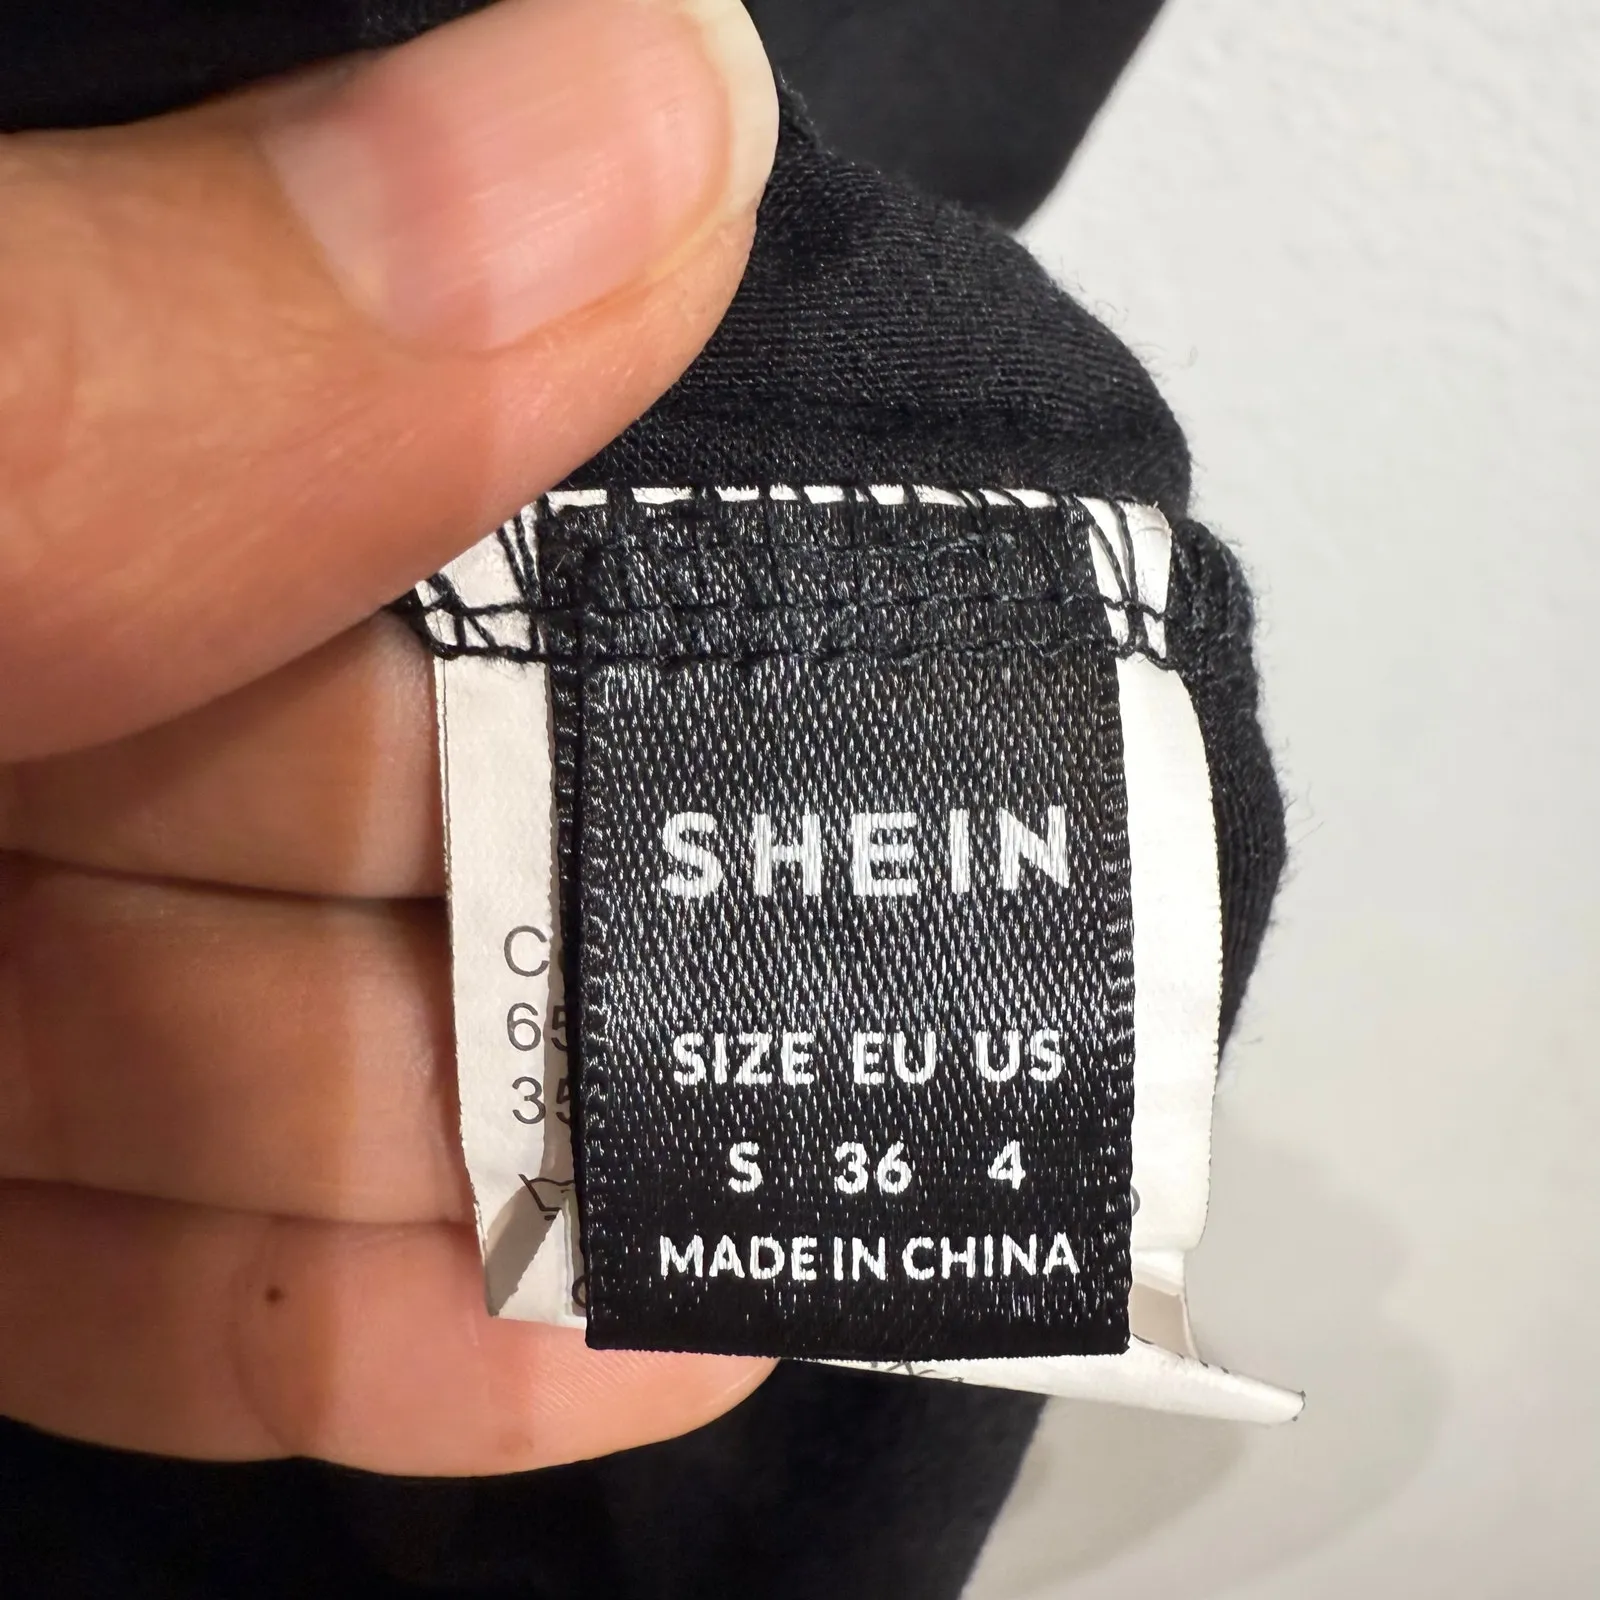 SHEIN
SIZE EU US
S 36 4
MADE IN CHINA